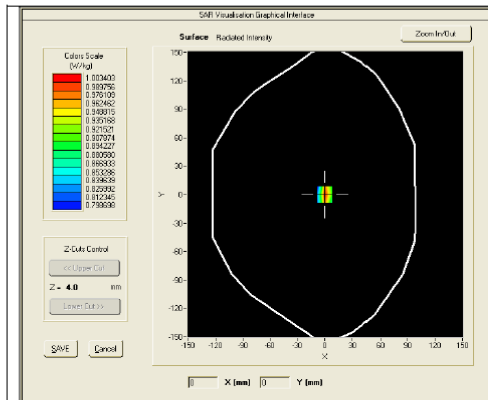 SAR Visualisation Graphical Interface
Surface Radiated Intensity
Zoom In/Out
Colors Scale
(W/kg)
1.003403
0.989756
0.976109
0.962462
0.948815
0.935168
0.921521
0.907874
0.894227
0.880580
0.866933
0.853286
0.839639
0.825992
0.812345
0.798698
150
120
90
60
30
0
-30
-60
-90
-120
-150
Y
-150 -120 -90 -60 -30 0 30 60 90 120 150
X
Z-Cuts Control
<< Upper Cut
Z = 4.0 mm
Lower Cut >>
SAVE Cancel
0 X (mm) 0 Y (mm)